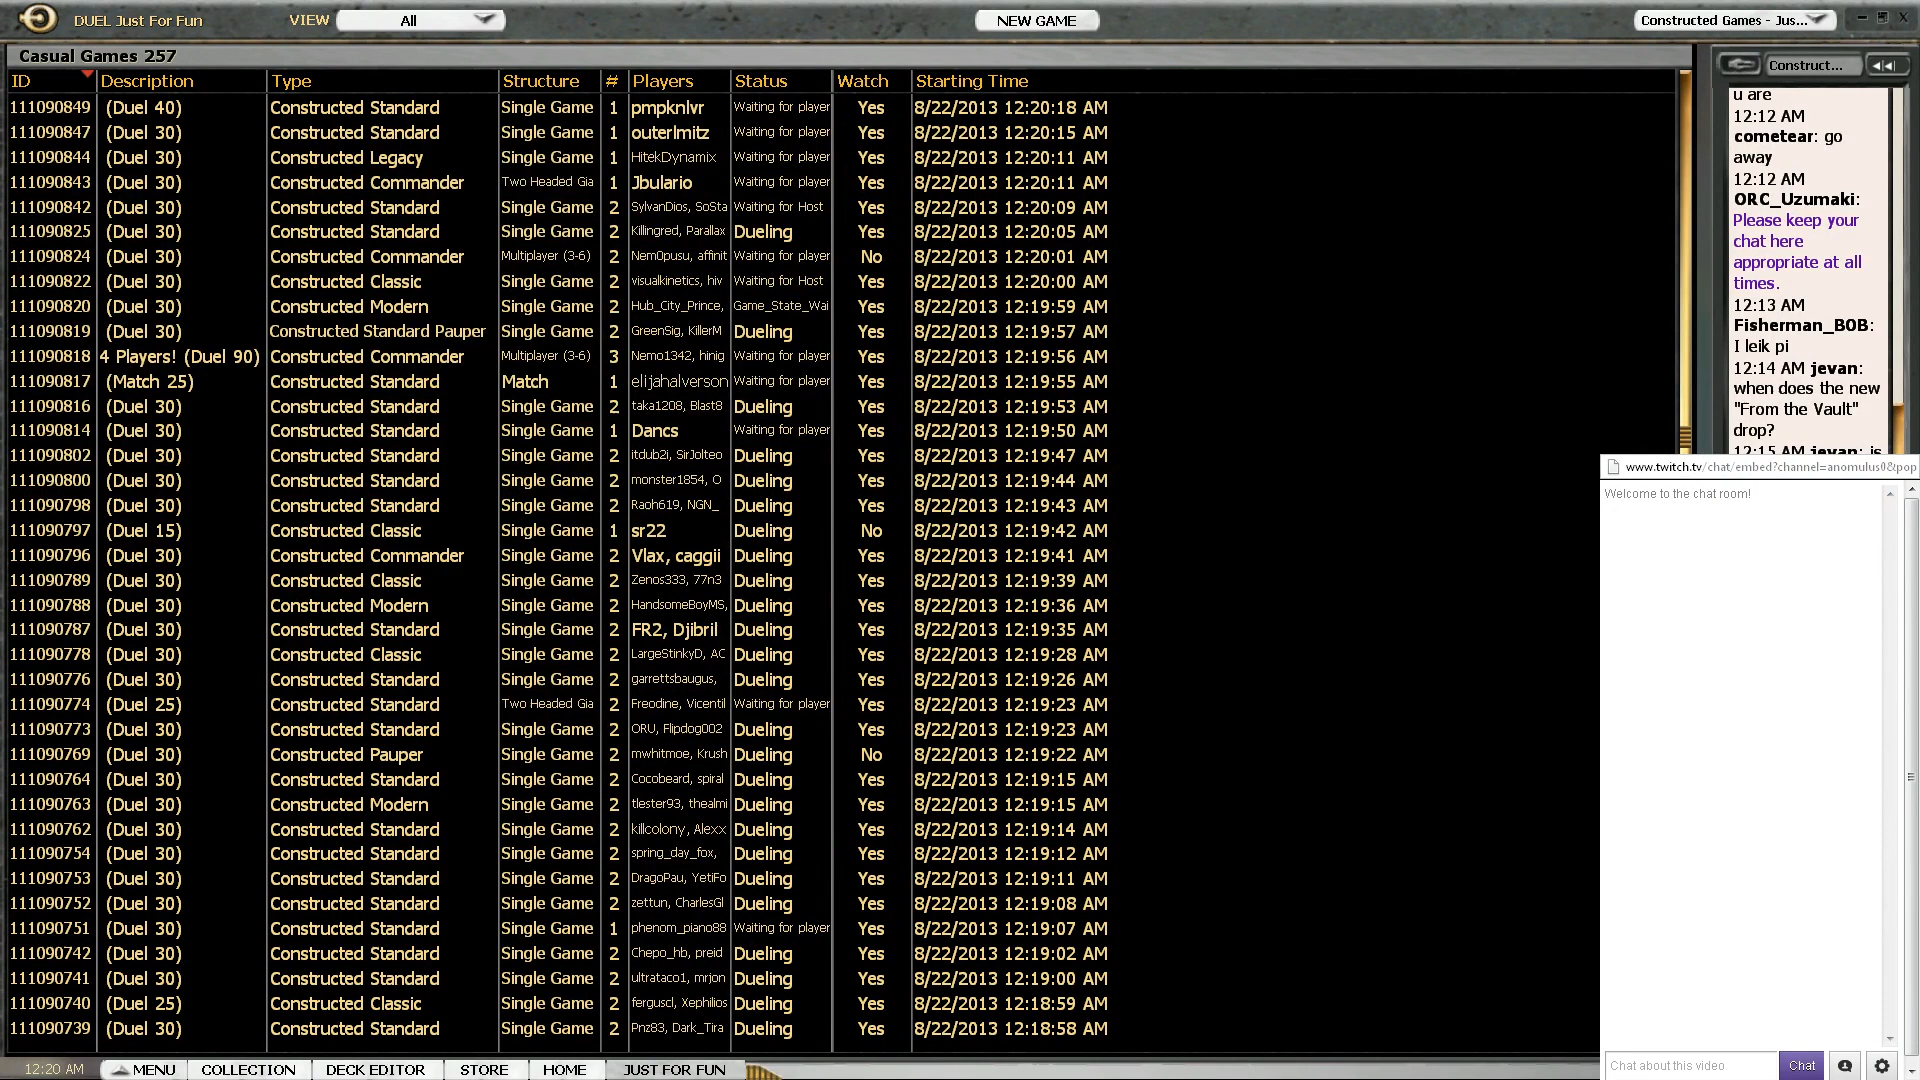 DUEL Just For Fun VIEW All NEW GAME Constructed Games - Jus...
Casual Games 257
ID Description Type Structure # Players Status Watch Starting Time
111090849 (Duel 40) Constructed Standard Single Game 1 pmpknlvr Waiting for player Yes 8/22/2013 12:20:18 AM
111090847 (Duel 30) Constructed Standard Single Game 1 outerlmitz Waiting for player Yes 8/22/2013 12:20:15 AM
111090844 (Duel 30) Constructed Legacy Single Game 1 HitekDynamix Waiting for player Yes 8/22/2013 12:20:11 AM
111090843 (Duel 30) Constructed Commander Two Headed Gia 1 Jbulario Waiting for player Yes 8/22/2013 12:20:11 AM
111090842 (Duel 30) Constructed Standard Single Game 2 SylvanDios, SoSta Waiting for Host Yes 8/22/2013 12:20:09 AM
111090825 (Duel 30) Constructed Standard Single Game 2 Killingred, Parallax Dueling Yes 8/22/2013 12:20:05 AM
111090824 (Duel 30) Constructed Commander Multiplayer (3-6) 2 Nem0pusu, affinit Waiting for player No 8/22/2013 12:20:01 AM
111090822 (Duel 30) Constructed Classic Single Game 2 visualkinetics, hiv Waiting for Host Yes 8/22/2013 12:20:00 AM
111090820 (Duel 30) Constructed Modern Single Game 2 Hub_City_Prince, Game_State_Wai Yes 8/22/2013 12:19:59 AM
111090819 (Duel 30) Constructed Standard Pauper Single Game 2 GreenSig, KillerM Dueling Yes 8/22/2013 12:19:57 AM
111090818 4 Players! (Duel 90) Constructed Commander Multiplayer (3-6) 3 Nemo1342, hinig Waiting for player Yes 8/22/2013 12:19:56 AM
111090817 (Match 25) Constructed Standard Match 1 elijahalverson Waiting for player Yes 8/22/2013 12:19:55 AM
111090816 (Duel 30) Constructed Standard Single Game 2 taka1208, Blast8 Dueling Yes 8/22/2013 12:19:53 AM
111090814 (Duel 30) Constructed Standard Single Game 1 Dancs Waiting for player Yes 8/22/2013 12:19:50 AM
111090802 (Duel 30) Constructed Standard Single Game 2 itdub2i, SirJolteo Dueling Yes 8/22/2013 12:19:47 AM
111090800 (Duel 30) Constructed Standard Single Game 2 monster1854, O Dueling Yes 8/22/2013 12:19:44 AM
111090798 (Duel 30) Constructed Standard Single Game 2 Raoh619, NGN_ Dueling Yes 8/22/2013 12:19:43 AM
111090797 (Duel 15) Constructed Classic Single Game 1 sr22 Dueling No 8/22/2013 12:19:42 AM
111090796 (Duel 30) Constructed Commander Single Game 2 Vlax, caggii Dueling Yes 8/22/2013 12:19:41 AM
111090789 (Duel 30) Constructed Classic Single Game 2 Zenos333, 77n3 Dueling Yes 8/22/2013 12:19:39 AM
111090788 (Duel 30) Constructed Modern Single Game 2 HandsomeBoyMS, Dueling Yes 8/22/2013 12:19:36 AM
111090787 (Duel 30) Constructed Standard Single Game 2 FR2, Djibril Dueling Yes 8/22/2013 12:19:35 AM
111090778 (Duel 30) Constructed Classic Single Game 2 LargeStinkyD, AC Dueling Yes 8/22/2013 12:19:28 AM
111090776 (Duel 30) Constructed Standard Single Game 2 garrettsbaugus, Dueling Yes 8/22/2013 12:19:26 AM
111090774 (Duel 25) Constructed Standard Two Headed Gia 2 Freodine, Vicentil Waiting for player Yes 8/22/2013 12:19:23 AM
111090773 (Duel 30) Constructed Standard Single Game 2 ORU, Flipdog002 Dueling Yes 8/22/2013 12:19:23 AM
111090769 (Duel 30) Constructed Pauper Single Game 2 mwhitmoe, Krush Dueling No 8/22/2013 12:19:22 AM
111090764 (Duel 30) Constructed Standard Single Game 2 Cocobeard, spiral Dueling Yes 8/22/2013 12:19:15 AM
111090763 (Duel 30) Constructed Modern Single Game 2 tlester93, thealmi Dueling Yes 8/22/2013 12:19:15 AM
111090762 (Duel 30) Constructed Standard Single Game 2 killcolony, Alexx Dueling Yes 8/22/2013 12:19:14 AM
111090754 (Duel 30) Constructed Standard Single Game 2 spring_day_fox, Dueling Yes 8/22/2013 12:19:12 AM
111090753 (Duel 30) Constructed Standard Single Game 2 DragoPau, YetiFo Dueling Yes 8/22/2013 12:19:11 AM
111090752 (Duel 30) Constructed Standard Single Game 2 zettun, CharlesGl Dueling Yes 8/22/2013 12:19:08 AM
111090751 (Duel 30) Constructed Standard Single Game 1 phenom_piano88 Waiting for player Yes 8/22/2013 12:19:07 AM
111090742 (Duel 30) Constructed Standard Single Game 2 Chepo_hb, preid Dueling Yes 8/22/2013 12:19:02 AM
111090741 (Duel 30) Constructed Standard Single Game 2 ultrataco1, mrjon Dueling Yes 8/22/2013 12:19:00 AM
111090740 (Duel 25) Constructed Classic Single Game 2 ferguscl, Xephilios Dueling Yes 8/22/2013 12:18:59 AM
111090739 (Duel 30) Constructed Standard Single Game 2 Pnz83, Dark_Tira Dueling Yes 8/22/2013 12:18:58 AM
Construct...
u are
12:12 AM
cometear: go
away
12:12 AM
ORC_Uzumaki:
Please keep your
chat here
appropriate at all
times.
12:13 AM
Fisherman_B0B:
I leik pi
12:14 AM jevan:
when does the new
"From the Vault"
drop?
12:15 AM jevan: is
www.twitch.tv/chat/embed?channel=anomulus0&pop
Welcome to the chat room!
Chat about this video Chat
12:20 AM MENU COLLECTION DECK EDITOR STORE HOME JUST FOR FUN